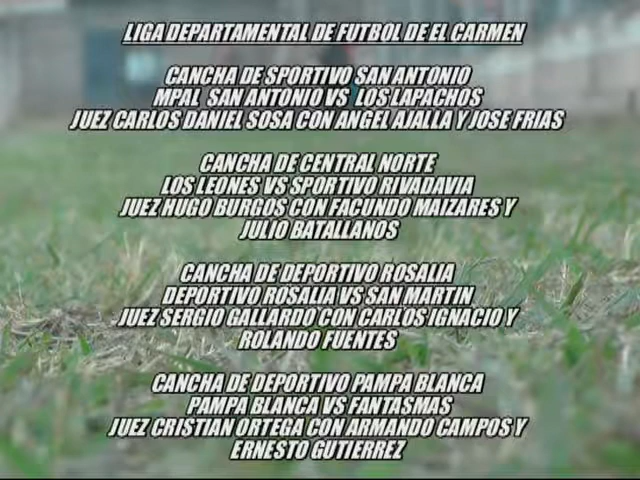 LIGA DEPARTAMENTAL DE FUTBOL DE EL CARMEN
CANCHA DE SPORTIVO SAN ANTONIO
MPAL SAN ANTONIO VS LOS LAPACHOS
JUEZ CARLOS DANIEL SOSA CON ANGEL AJALLA Y JOSE FRIAS
CANCHA DE CENTRAL NORTE
LOS LEONES VS SPORTIVO RIVADAVIA
JUEZ HUGO BURGOS CON FACUNDO MAIZARES Y
JULIO BATALLANOS
CANCHA DE DEPORTIVO ROSALIA
DEPORTIVO ROSALIA VS SAN MARTIN
JUEZ SERGIO GALLARDO CON CARLOS IGNACIO Y
ROLANDO FUENTES
CANCHA DE DEPORTIVO PAMPA BLANCA
PAMPA BLANCA VS FANTASMAS
JUEZ CRISTIAN ORTEGA CON ARMANDO CAMPOS Y
ERNESTO GUTIERREZ